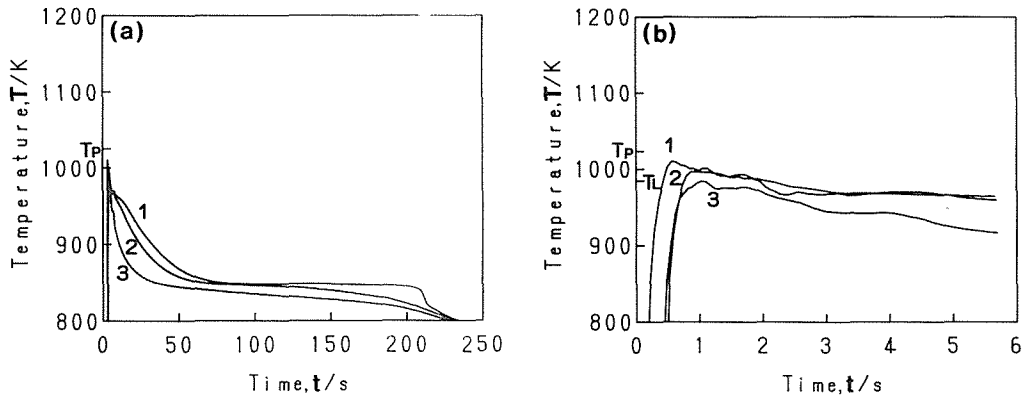 (a)
Temperature, T/K
1200
1100
Tp
1000
900
800
1
2
3
0 50 100 150 200 250
Time, t/s
(b)
Temperature, T/K
1200
1100
Tp
1000
TL
900
800
1
2
3
0 1 2 3 4 5 6
Time, t/s